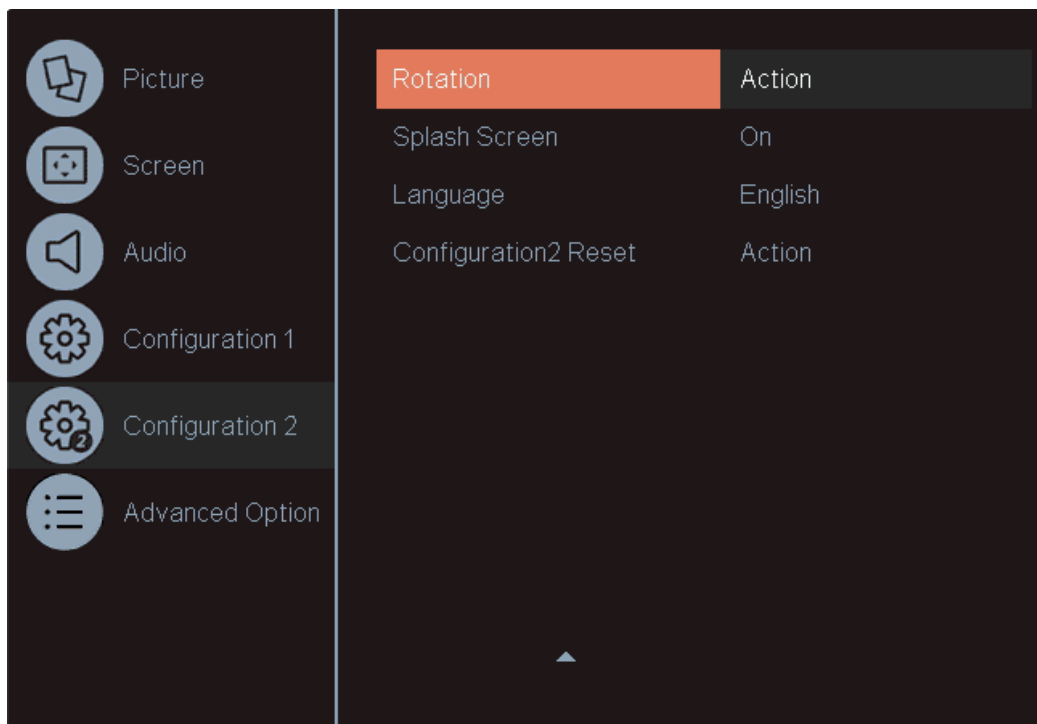 Picture
Screen
Audio
Configuration 1
2
Configuration 2
Advanced Option
Rotation Action
Splash Screen On
Language English
Configuration2 Reset Action